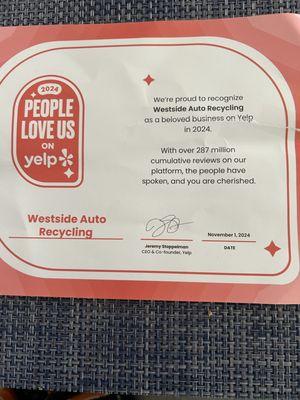 2024
PEOPLE
LOVE US
ON
yelp
Westside Auto
Recycling
We're proud to recognize
Westside Auto Recycling
as a beloved business on Yelp
in 2024.
With over 287 million
cumulative reviews on our
platform, the people have
spoken, and you are cherished.
Jeremy Stoppelman
CEO & Co-founder, Yelp
November 1, 2024
DATE